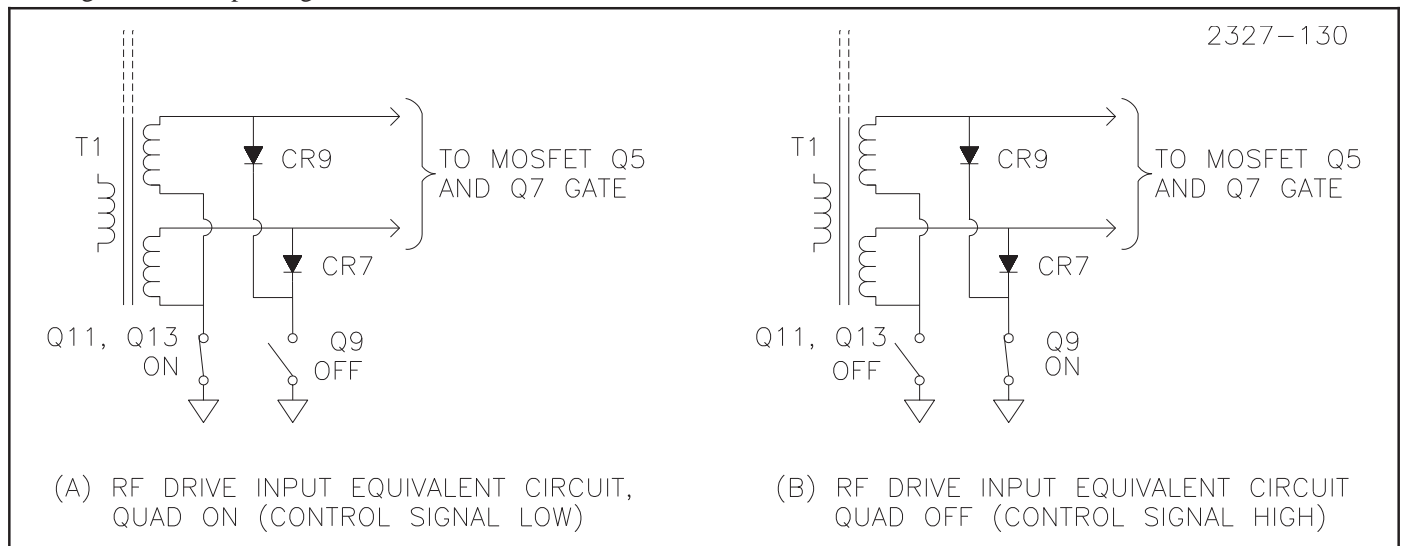 2327-130
T1
CR9
TO MOSFET Q5
AND Q7 GATE
CR7
Q11, Q13
ON
Q9
OFF
(A) RF DRIVE INPUT EQUIVALENT CIRCUIT,
QUAD ON (CONTROL SIGNAL LOW)
T1
CR9
TO MOSFET Q5
AND Q7 GATE
CR7
Q11, Q13
OFF
Q9
ON
(B) RF DRIVE INPUT EQUIVALENT CIRCUIT
QUAD OFF (CONTROL SIGNAL HIGH)